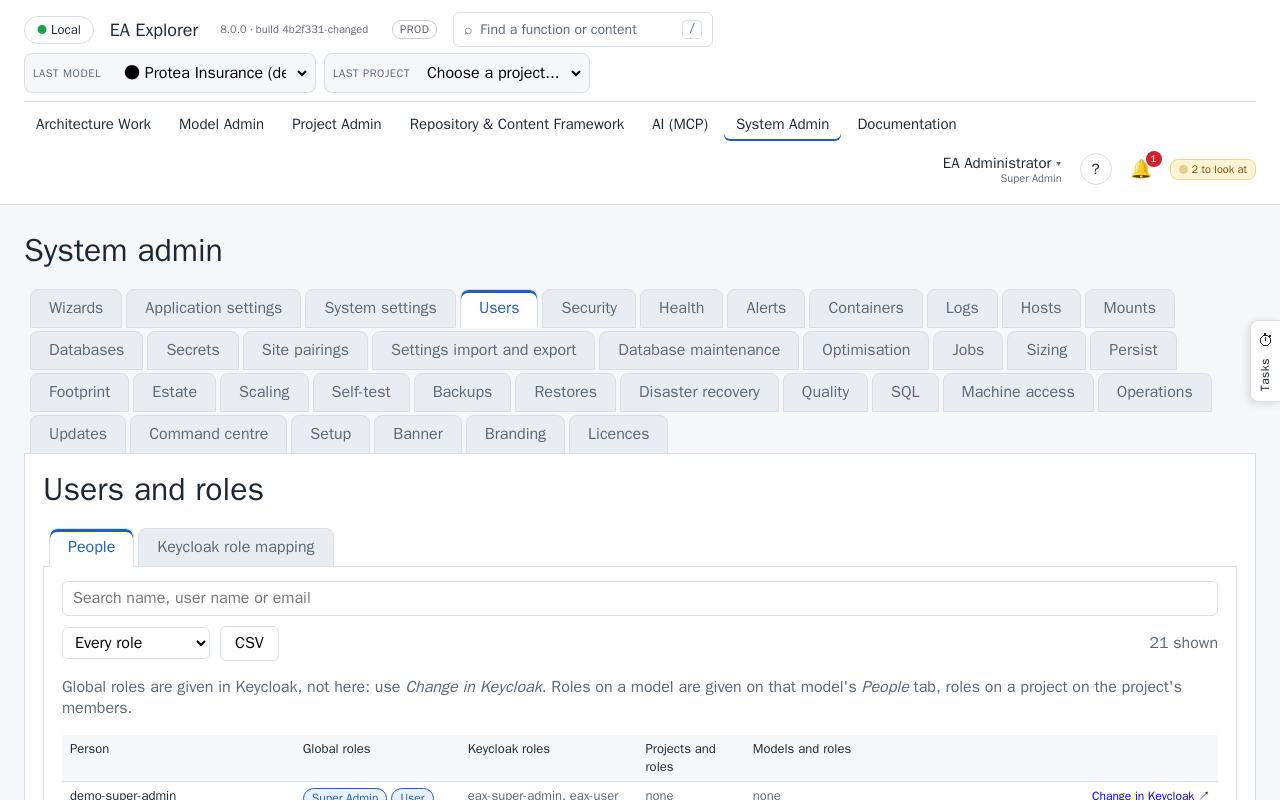 Local EA Explorer 8.0.0 · build 4b2f331-changed PROD Find a function or content /
LAST MODEL Protea Insurance (de LAST PROJECT Choose a project...
Architecture Work Model Admin Project Admin Repository & Content Framework AI (MCP) System Admin Documentation
EA Administrator
Super Admin
? 1 2 to look at
System admin
Wizards Application settings System settings Users Security Health Alerts Containers Logs Hosts Mounts
Databases Secrets Site pairings Settings import and export Database maintenance Optimisation Jobs Sizing Persist
Footprint Estate Scaling Self-test Backups Restores Disaster recovery Quality SQL Machine access Operations
Updates Command centre Setup Banner Branding Licences
Tasks
Users and roles
People Keycloak role mapping
Search name, user name or email
Every role CSV 21 shown
Global roles are given in Keycloak, not here: use Change in Keycloak. Roles on a model are given on that model's People tab, roles on a project on the project's
members.
Person Global roles Keycloak roles Projects and roles Models and roles
demo-super-admin Super Admin User eax-super-admin, eax-user none none Change in Keycloak ↗